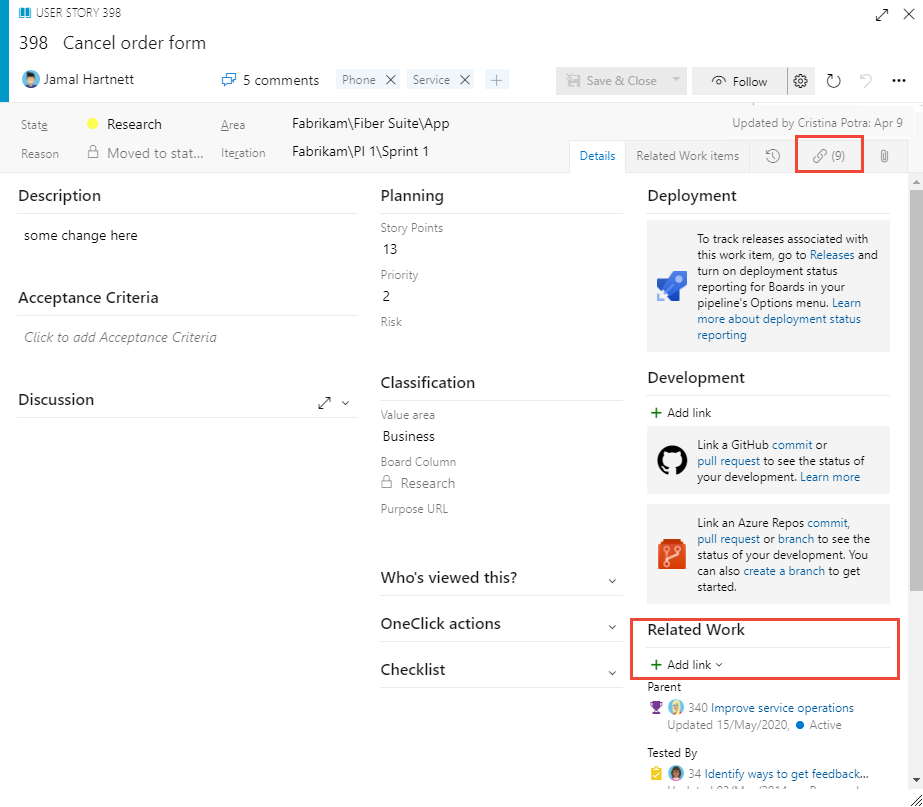 USER STORY 398
398 Cancel order form
Jamal Hartnett
5 comments
Phone
Service
Save & Close
Follow
State
Research
Area
Fabrikam\Fiber Suite\App
Updated by Cristina Potra: Apr 9
Reason
Moved to stat...
Iteration
Fabrikam\PI 1\Sprint 1
Details
Related Work items
(9)
Description
some change here
Acceptance Criteria
Click to add Acceptance Criteria
Discussion
Planning
Story Points
13
Priority
2
Risk
Classification
Value area
Business
Board Column
Research
Purpose URL
Who's viewed this?
OneClick actions
Checklist
Deployment
To track releases associated with
this work item, go to Releases and
turn on deployment status
reporting for Boards in your
pipeline's Options menu. Learn
more about deployment status
reporting
Development
+ Add link
Link a GitHub commit or
pull request to see the status of
your development. Learn more
Link an Azure Repos commit,
pull request or branch to see the
status of your development. You
can also create a branch to get
started.
Related Work
+ Add link
Parent
340 Improve service operations
Updated 15/May/2020, Active
Tested By
34 Identify ways to get feedback...